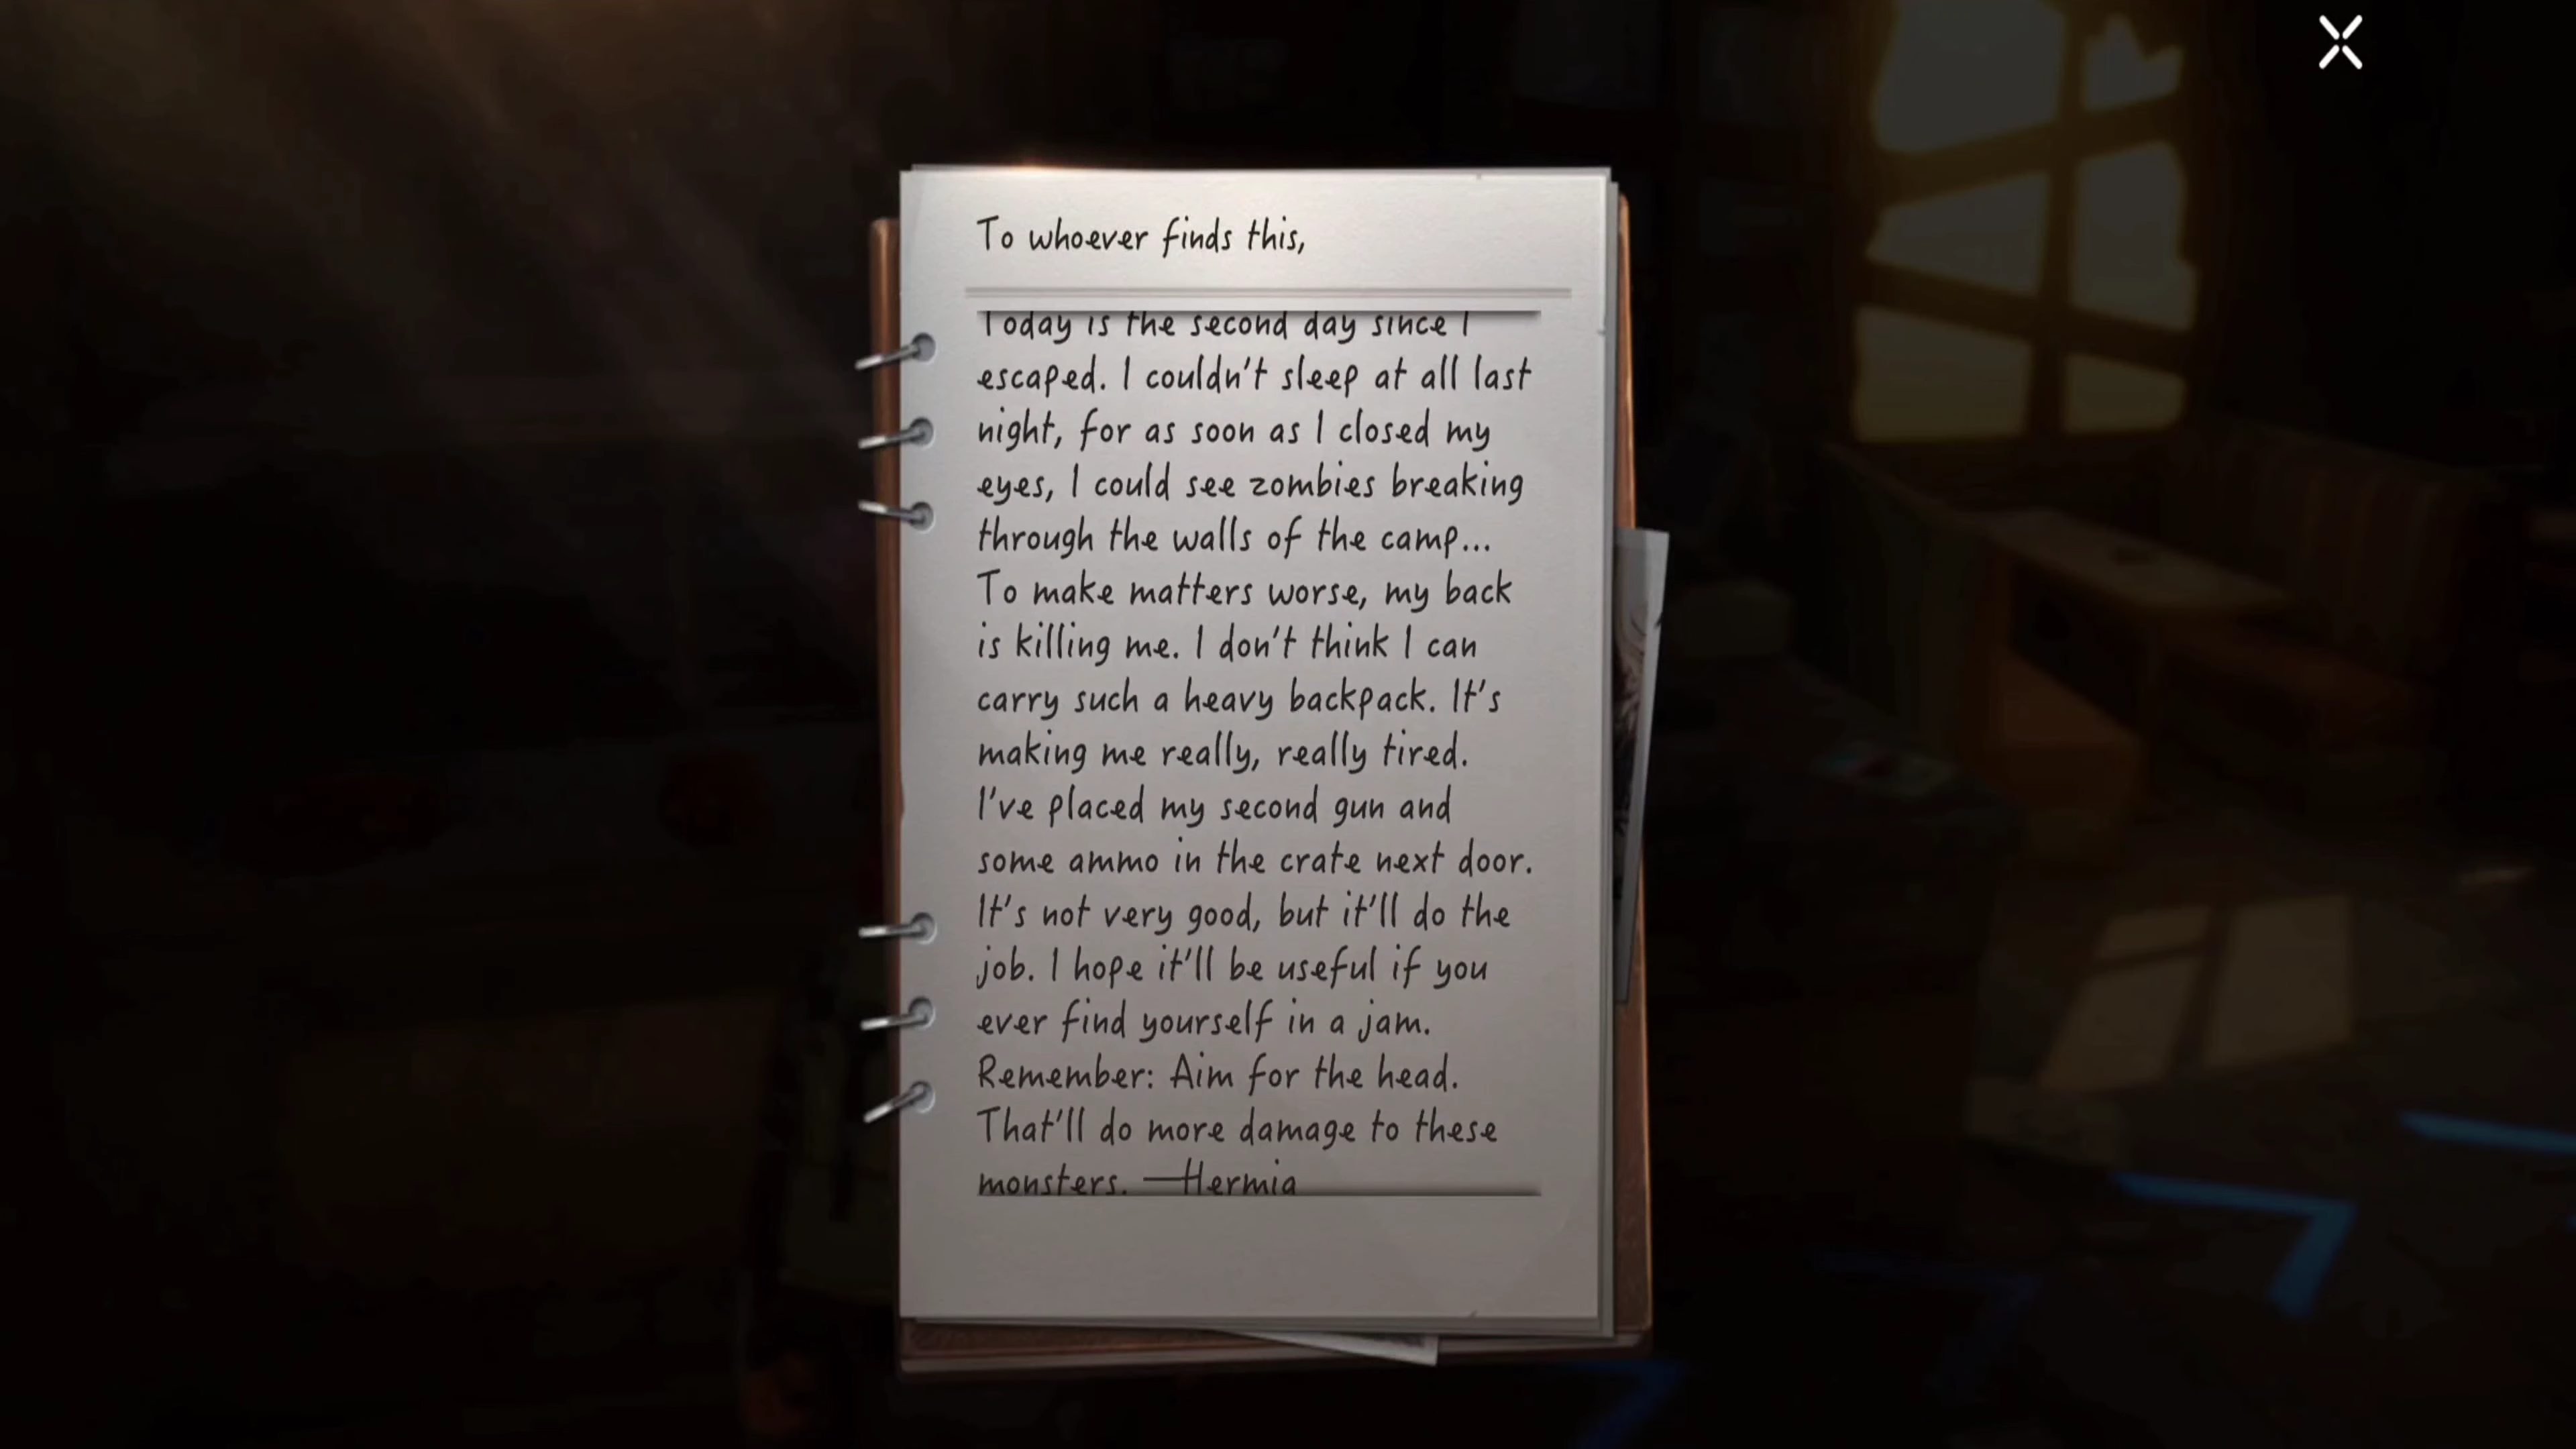 To whoever finds this,
Today is the second day since I
escaped. I couldn't sleep at all last
night, for as soon as I closed my
eyes, I could see zombies breaking
through the walls of the camp...
To make matters worse, my back
is killing me. I don't think I can
carry such a heavy backpack. It's
making me really, really tired.
I've placed my second gun and
some ammo in the crate next door.
It's not very good, but it'll do the
job. I hope it'll be useful if you
ever find yourself in a jam.
Remember: Aim for the head.
That'll do more damage to these
monsters. —Hermia